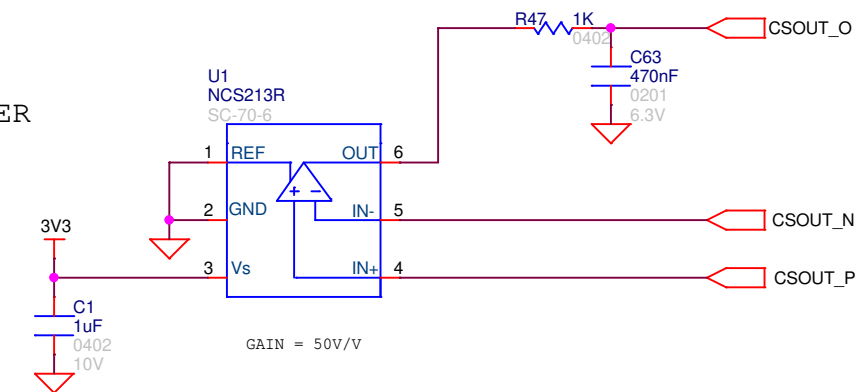 R47 1K
0402
CSOUT_O
C63
470nF
0201
6.3V
U1
NCS213R
SC-70-6
ER
1 REF OUT 6
2 GND IN- 5
CSOUT_N
3V3
3 Vs IN+ 4
CSOUT_P
+ -
C1
1uF
0402
10V
GAIN = 50V/V